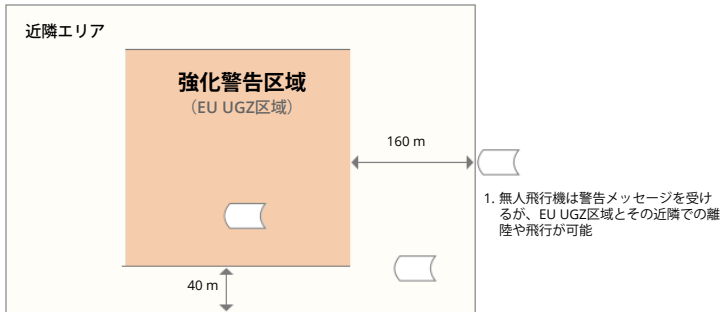 近隣エリア
強化警告区域
（EU UGZ区域）
160 m
1. 無人飛行機は警告メッセージを受け
るが、EU UGZ区域とその近隣での離
陸や飛行が可能
40 m